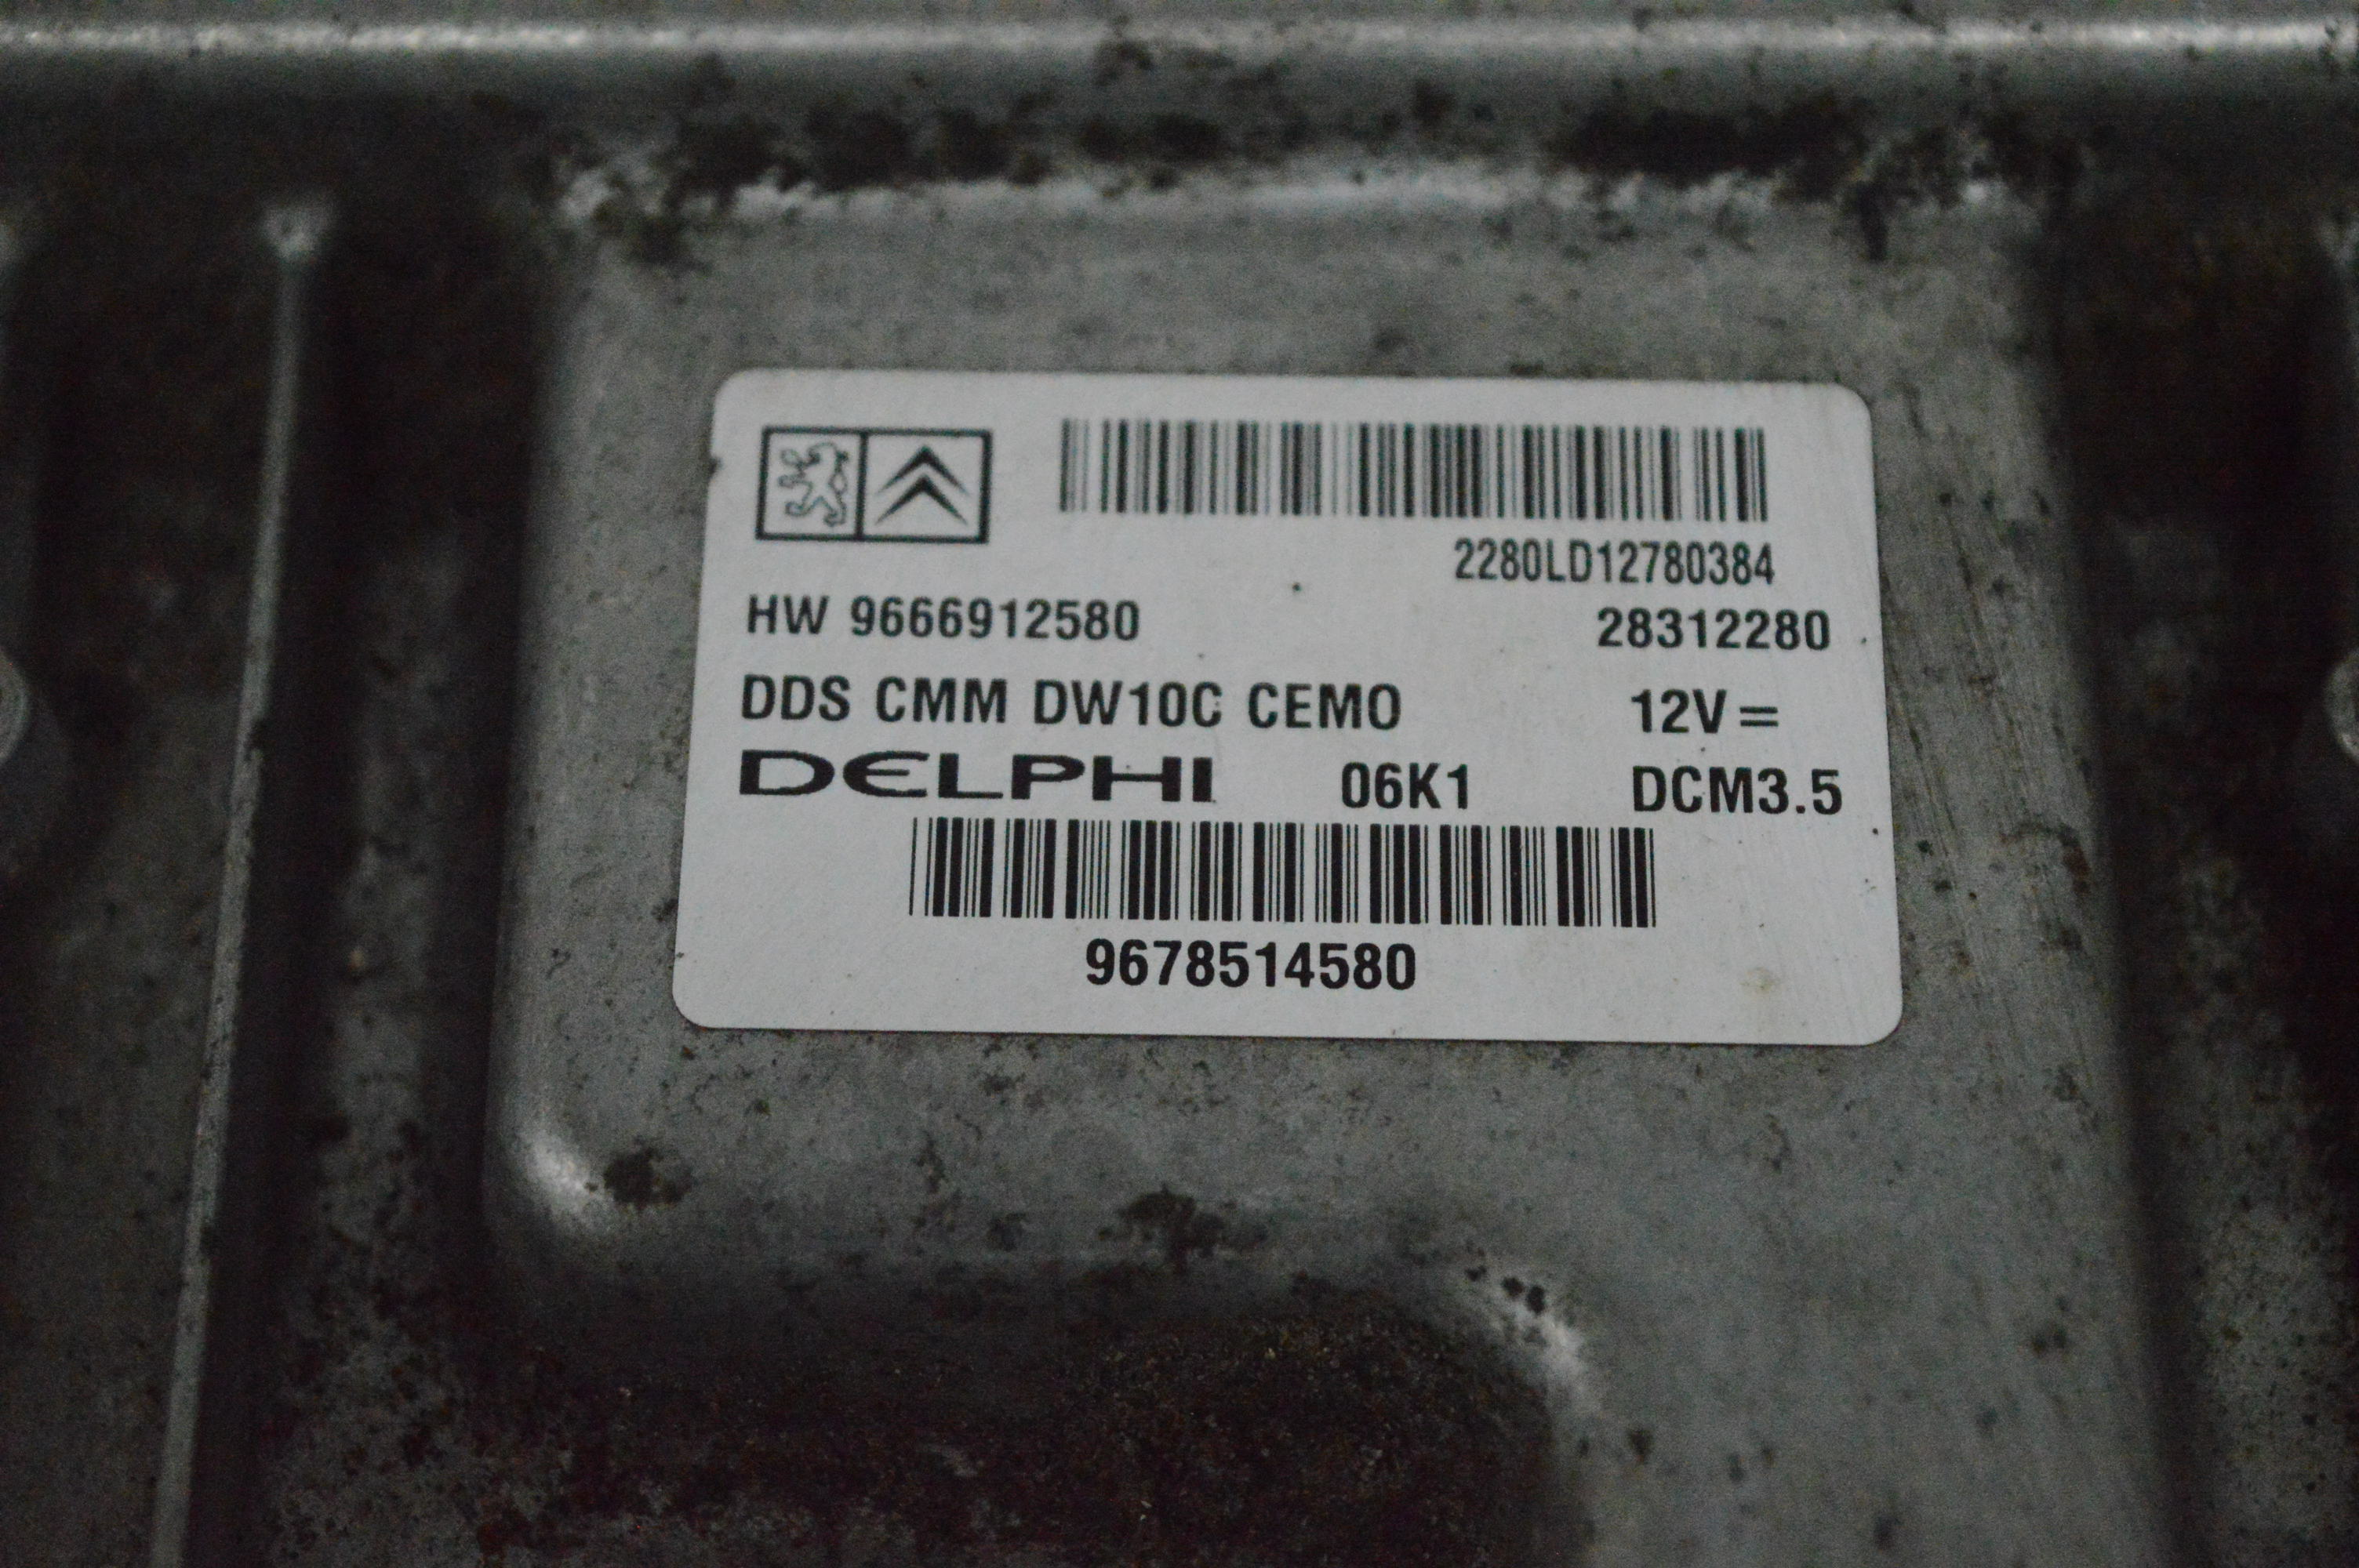 2280LD12780384
HW 9666912580 28312280
DDS CMM DW10C CEMO 12V=
DELPHI 06K1 DCM3.5
9678514580